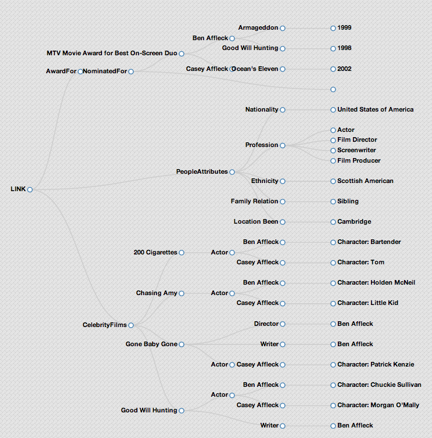 Armageddon 1999
Ben Affleck
Good Will Hunting 1998
MTV Movie Award for Best On-Screen Duo
Casey Affleck Ocean's Eleven 2002
AwardFor NominatedFor
Nationality United States of America
Actor
Film Director
Profession
Screenwriter
Film Producer
PeopleAttributes
Ethnicity Scottish American
LINK
Family Relation Sibling
Location Been Cambridge
Ben Affleck Character: Bartender
200 Cigarettes Actor
Casey Affleck Character: Tom
Ben Affleck Character: Holden McNeil
Chasing Amy Actor
Casey Affleck Character: Little Kid
CelebrityFilms
Director Ben Affleck
Gone Baby Gone Writer Ben Affleck
Actor Casey Affleck Character: Patrick Kenzie
Ben Affleck Character: Chuckie Sullivan
Actor
Casey Affleck Character: Morgan O'Mally
Good Will Hunting
Writer Ben Affleck